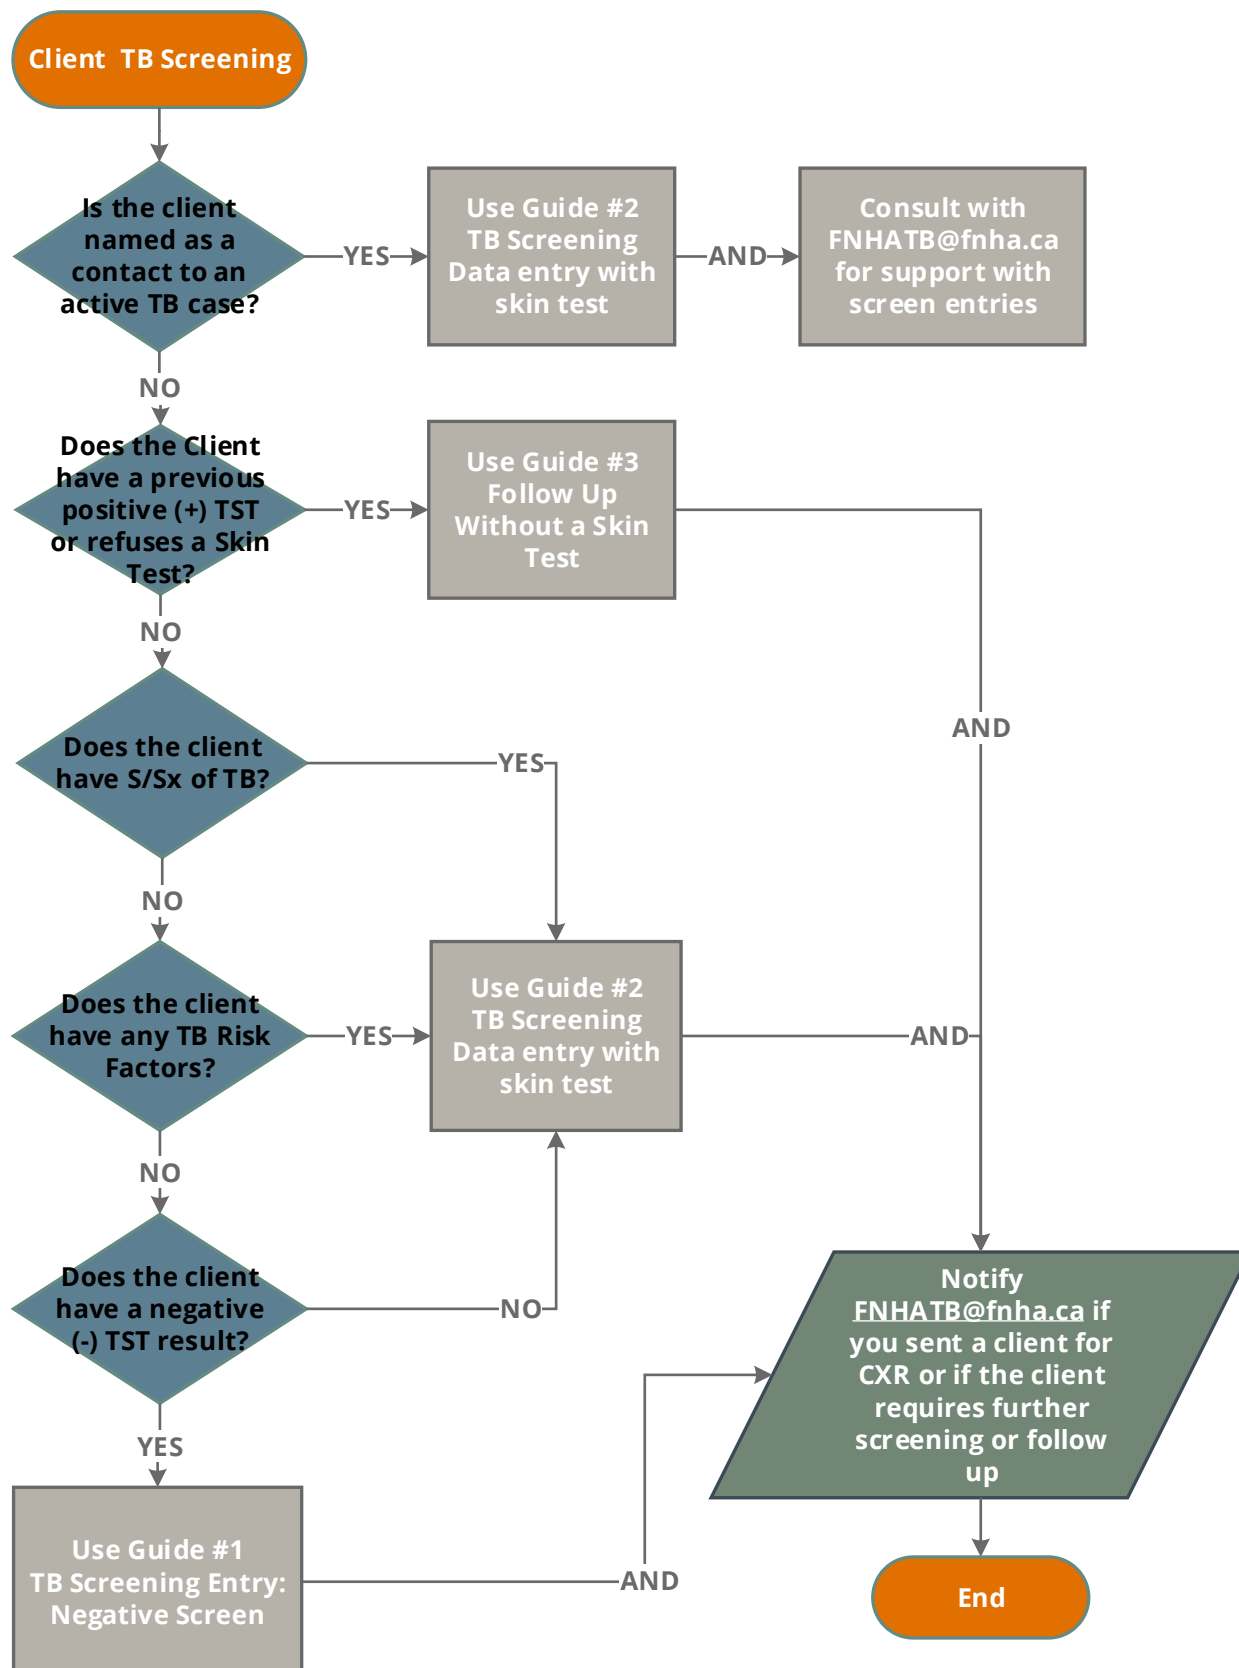 Client  TB Screening
Is the client
named as a
contact to an
active TB case?
YES
Use Guide #2
TB Screening
Data entry with
skin test
AND
Consult with
FNHATB@fnha.ca
for support with
screen entries
NO
Does the Client
have a previous
positive (+) TST
or refuses a Skin
Test?
YES
Use Guide #3
Follow Up
Without a Skin
Test
NO
AND
Does the client
have S/Sx of TB?
YES
NO
Does the client
have any TB Risk
Factors?
YES
Use Guide #2
TB Screening
Data entry with
skin test
AND
NO
Does the client
have a negative
(-) TST result?
NO
YES
Use Guide #1
TB Screening Entry:
Negative Screen
AND
Notify
FNHATB@fnha.ca if
you sent a client for
CXR or if the client
requires further
screening or follow
up
End